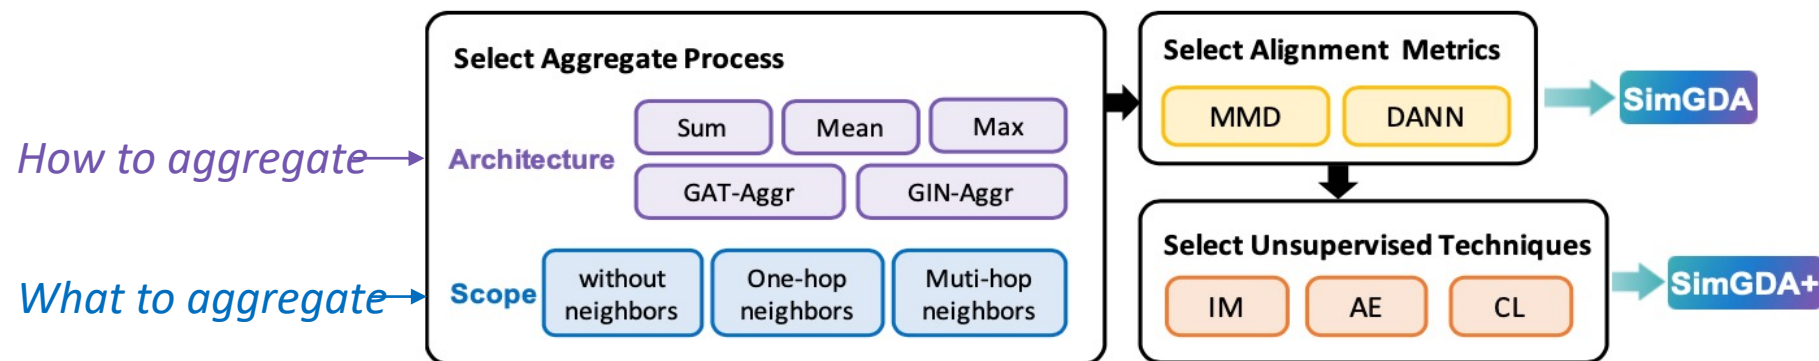 How to aggregate
What to aggregate
Select Aggregate Process
Architecture
Sum
Mean
Max
GAT-Aggr
GIN-Aggr
Scope
without
neighbors
One-hop
neighbors
Muti-hop
neighbors
Select Alignment Metrics
MMD
DANN
SimGDA
Select Unsupervised Techniques
IM
AE
CL
SimGDA+